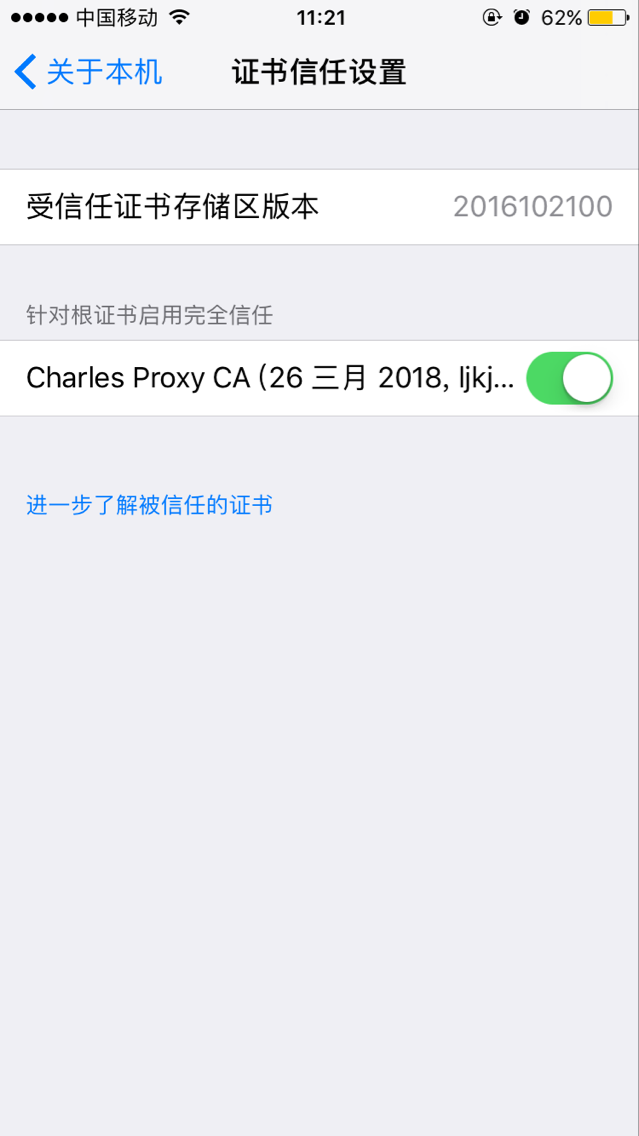 中国移动 11:21 62%
关于本机 证书信任设置
受信任证书存储区版本 2016102100
针对根证书启用完全信任
Charles Proxy CA (26 三月 2018, ljkj...
进一步了解被信任的证书